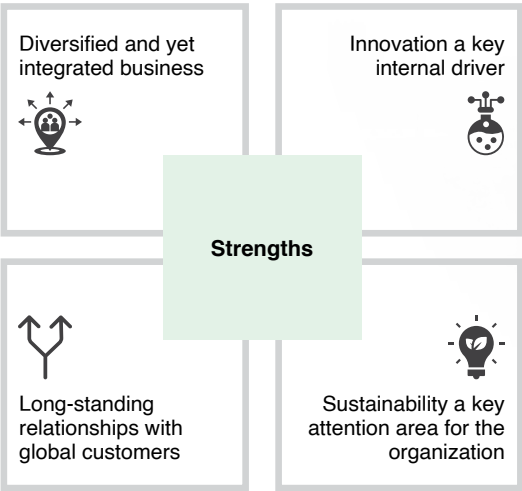 Diversified and yet
integrated business
Innovation a key
internal driver
Strengths
Long-standing
relationships with
global customers
Sustainability a key
attention area for the
organization